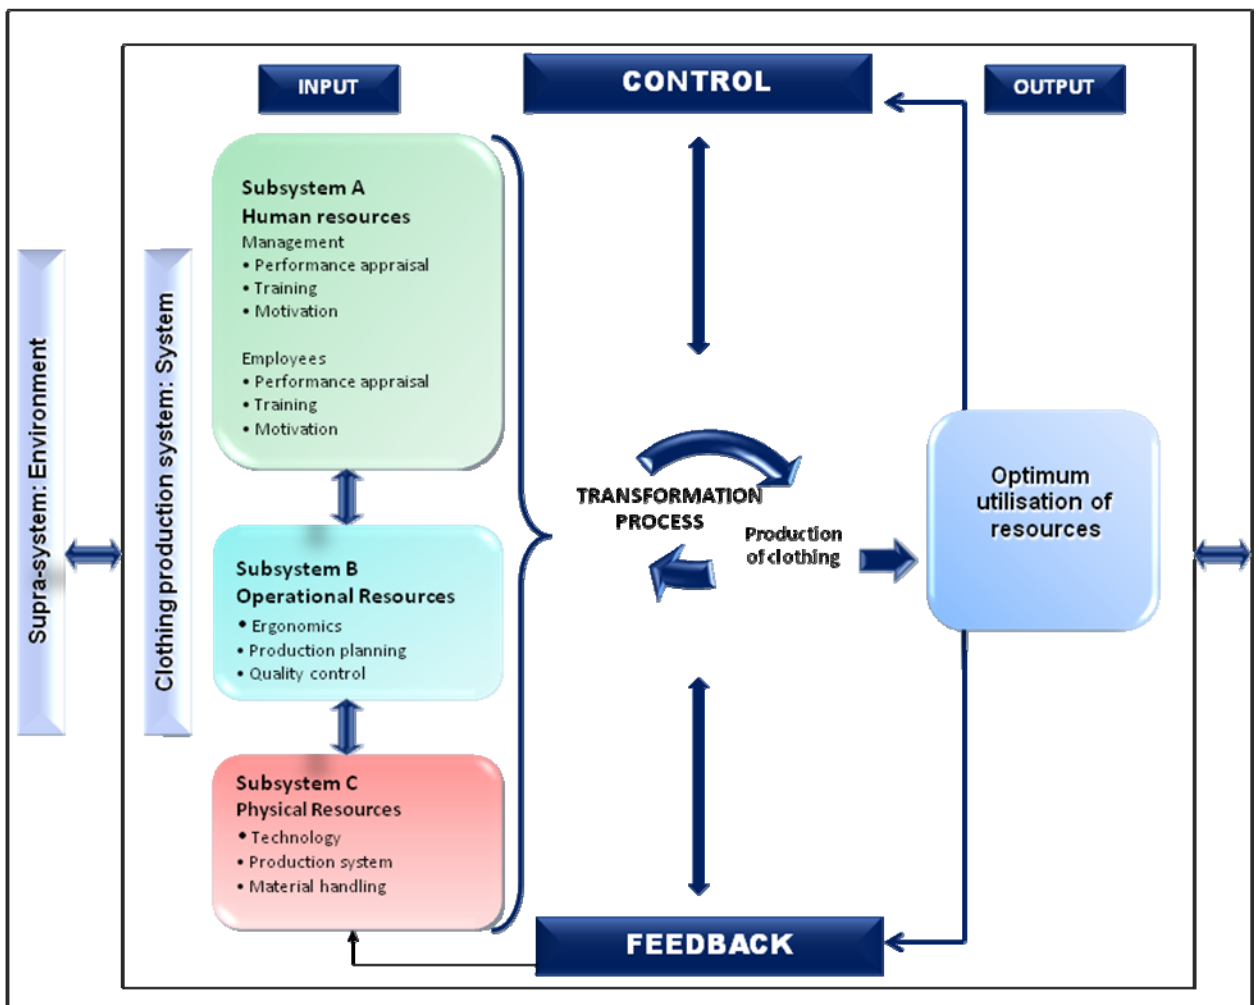 INPUT
CONTROL
OUTPUT
Supra-system: Environment
Clothing production system: System
Subsystem A
Human resources
Management
• Performance appraisal
• Training
• Motivation
Employees
• Performance appraisal
• Training
• Motivation
Subsystem B
Operational Resources
• Ergonomics
• Production planning
• Quality control
Subsystem C
Physical Resources
• Technology
• Production system
• Material handling
TRANSFORMATION
PROCESS
Production
of clothing
Optimum
utilisation of
resources
FEEDBACK